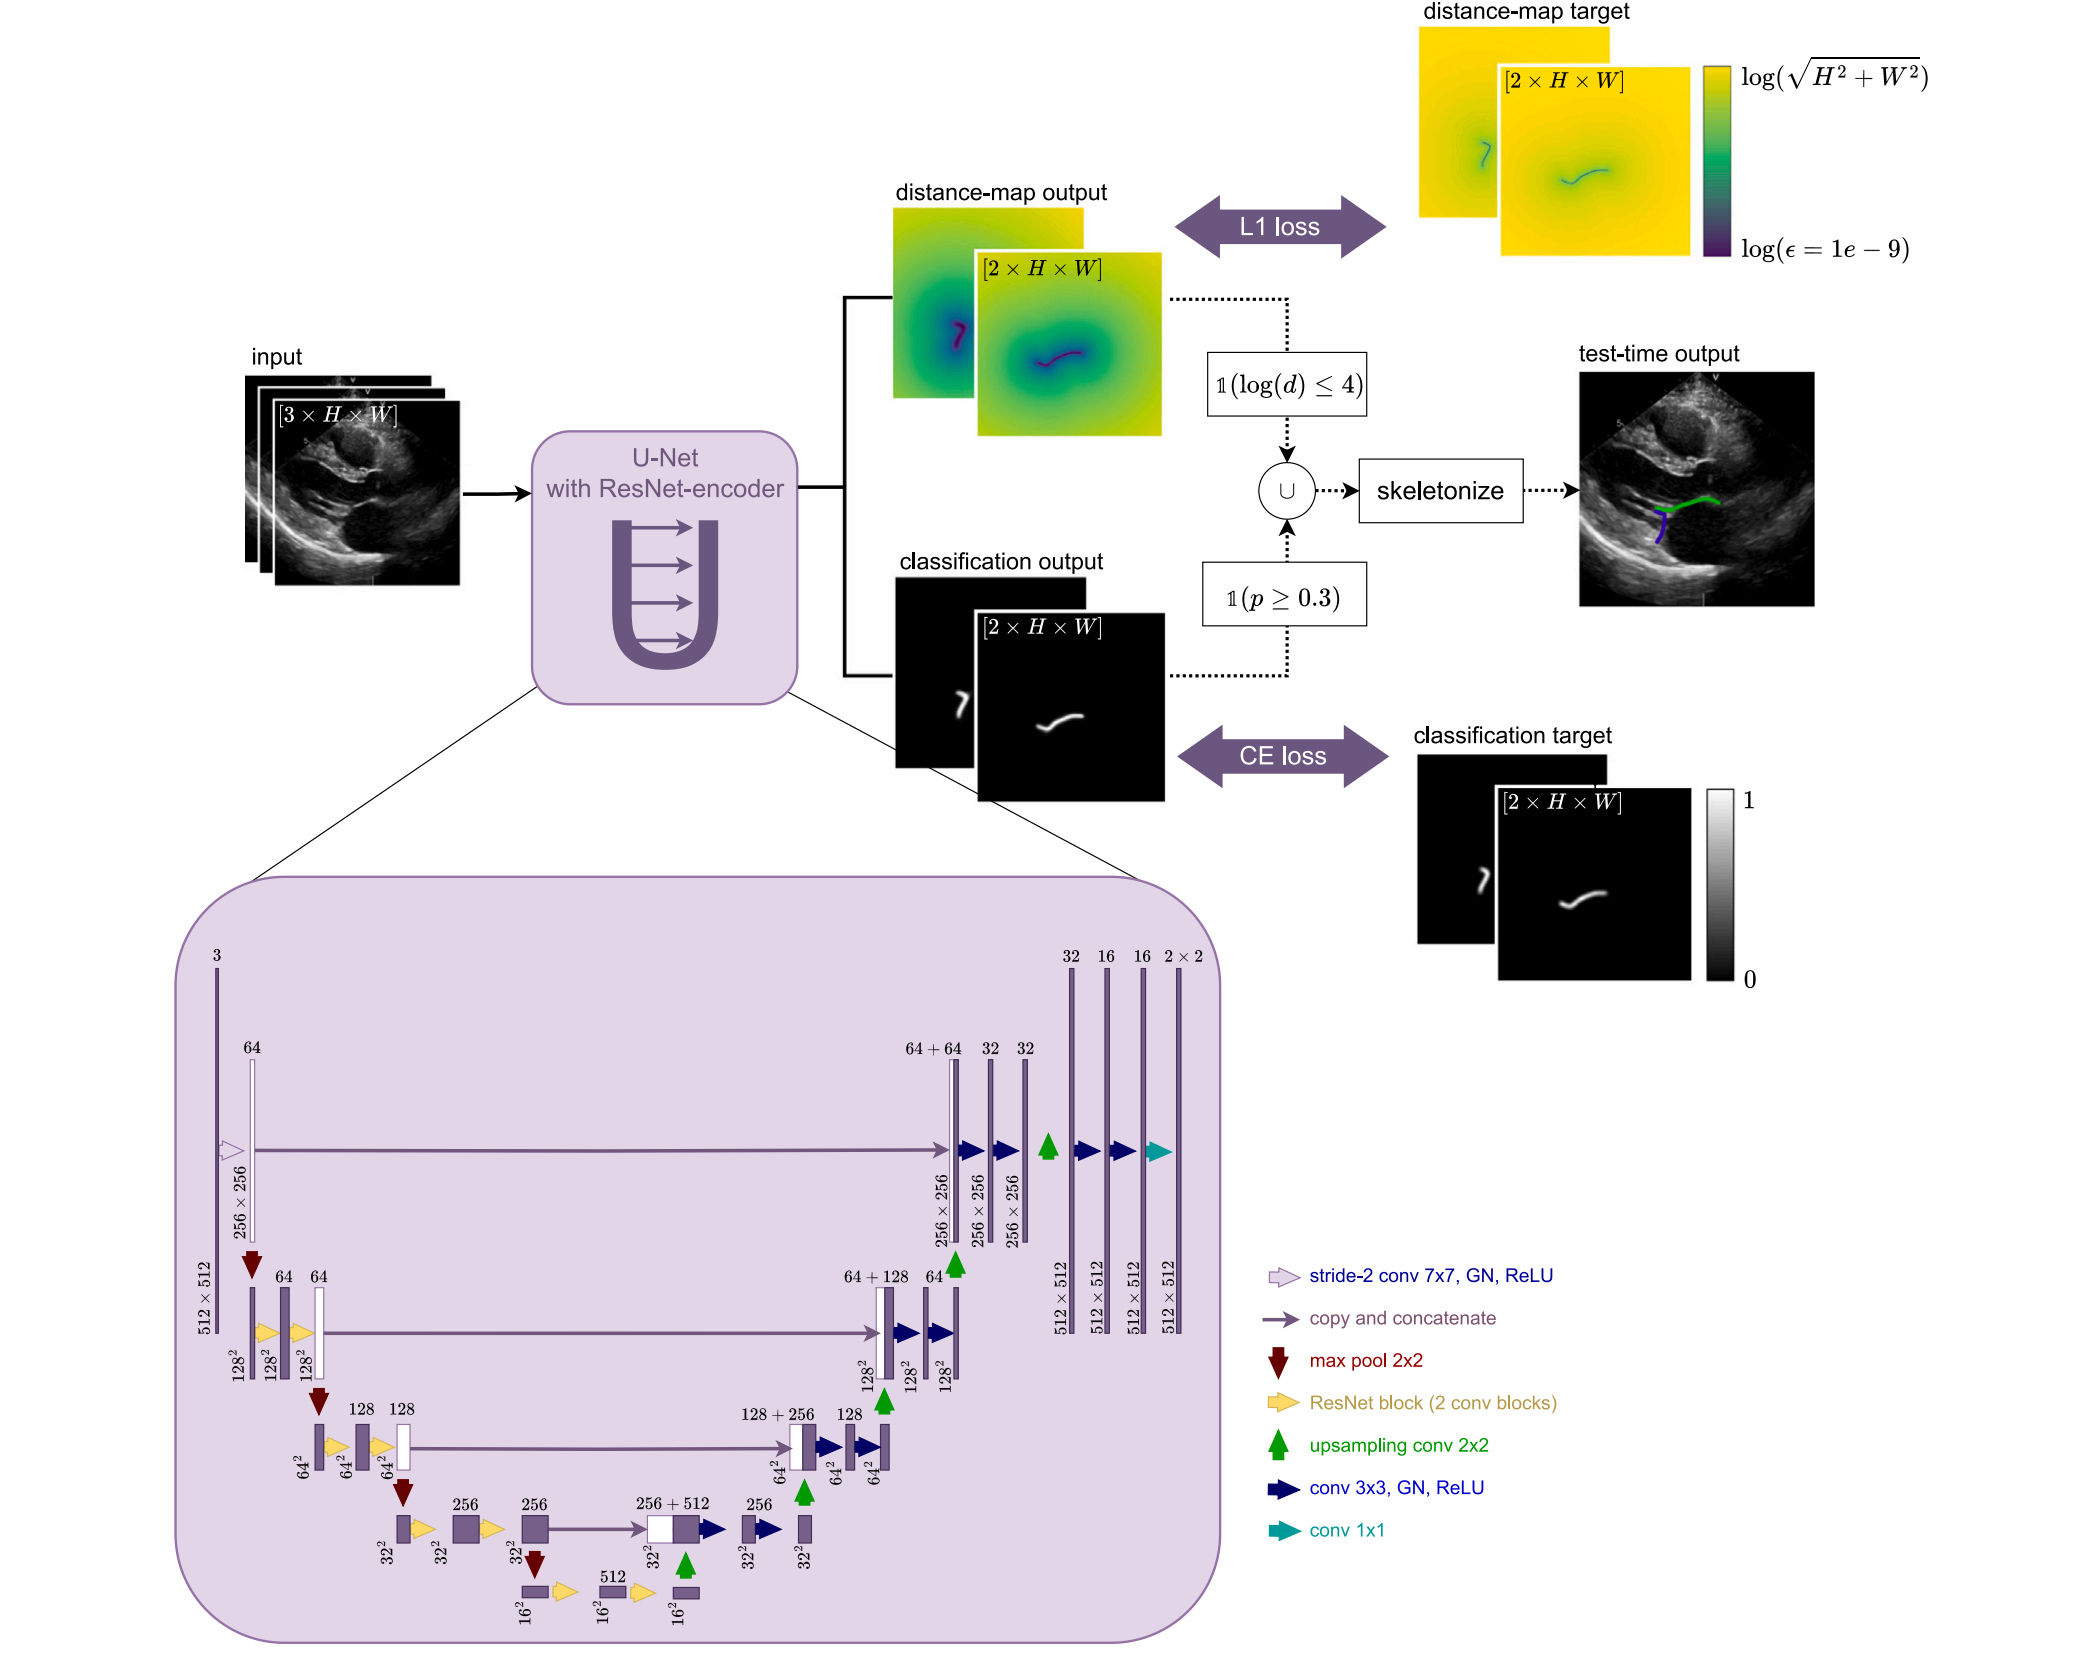 distance-map target
[2 × H × W]
log(√H² + W²)
log(ϵ = 1e − 9)
distance-map output
[2 × H × W]
L1 loss
input
[3 × H × W]
U-Net
with ResNet-encoder
𝟙(log(d) ≤ 4)
∪
skeletonize
test-time output
classification output
[2 × H × W]
𝟙(p ≥ 0.3)
CE loss
classification target
[2 × H × W]
1
0
3
512 × 512
64
256 × 256
64 + 64
32
32
256 × 256
256 × 256
256 × 256
32
16
16
2 × 2
512 × 512
512 × 512
512 × 512
512 × 512
64
64
128²
128²
128²
64 + 128
64
128²
128²
128²
128
128
64²
64²
64²
128 + 256
128
64²
64²
64²
256
256
32²
32²
32²
256 + 512
256
32²
32²
32²
512
16²
16²
16²
stride-2 conv 7x7, GN, ReLU
copy and concatenate
max pool 2x2
ResNet block (2 conv blocks)
upsampling conv 2x2
conv 3x3, GN, ReLU
conv 1x1